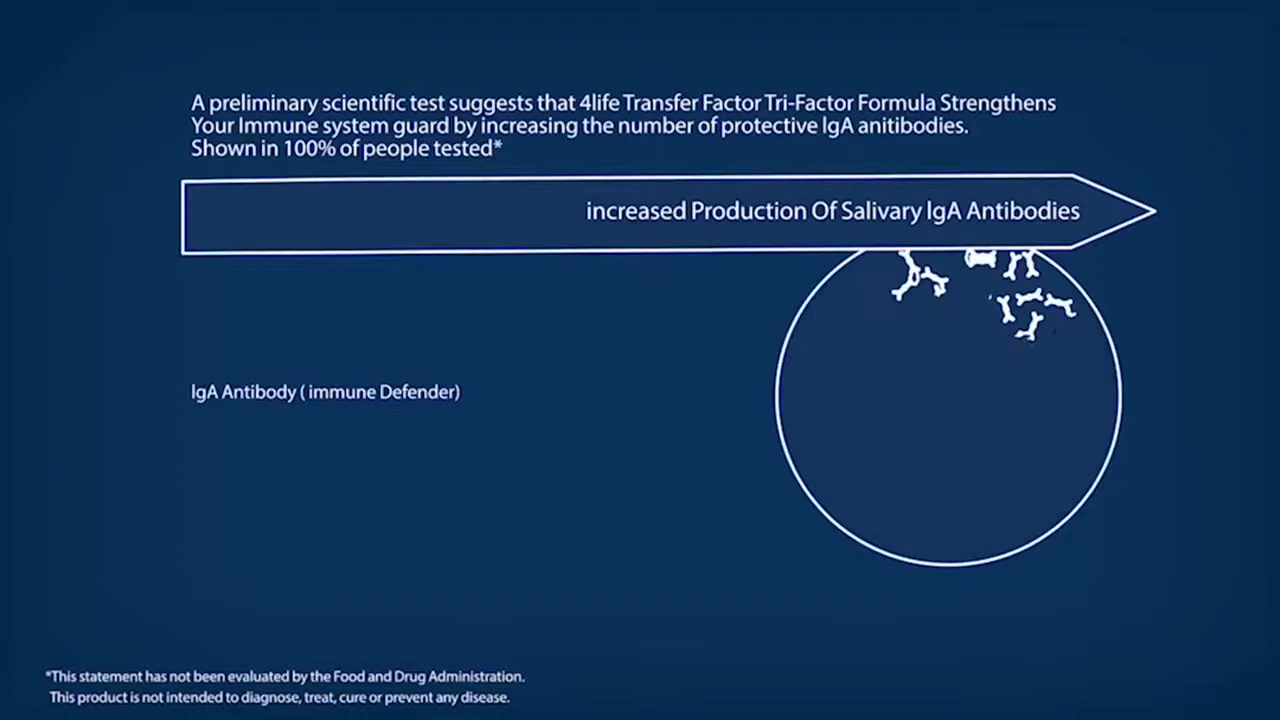 A preliminary scientific test suggests that 4life Transfer Factor Tri-Factor Formula Strengthens
Your Immune system guard by increasing the number of protective IgA anitibodies.
Shown in 100% of people tested*
increased Production Of Salivary IgA Antibodies
IgA Antibody ( immune Defender)
*This statement has not been evaluated by the Food and Drug Administration.
This product is not intended to diagnose, treat, cure or prevent any disease.